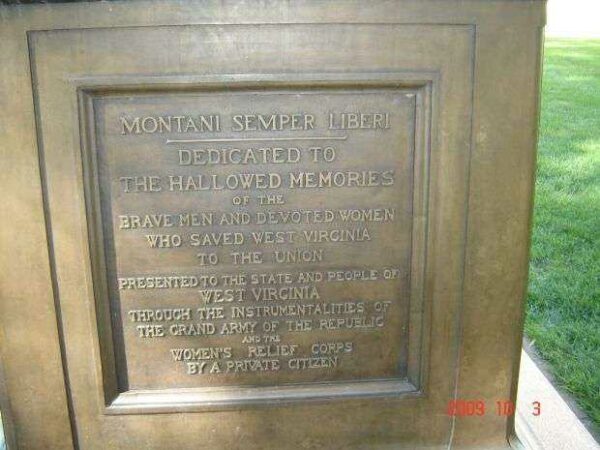 MONTANI SEMPER LIBERI
DEDICATED TO
THE HALLOWED MEMORIES
OF THE
BRAVE MEN AND DEVOTED WOMEN
WHO SAVED WEST VIRGINIA
TO THE UNION
PRESENTED TO THE STATE AND PEOPLE OF
WEST VIRGINIA
THROUGH THE INSTRUMENTALITIES OF
THE GRAND ARMY OF THE REPUBLIC
AND THE
WOMEN'S RELIEF CORPS
BY A PRIVATE CITIZEN
2009 10 3